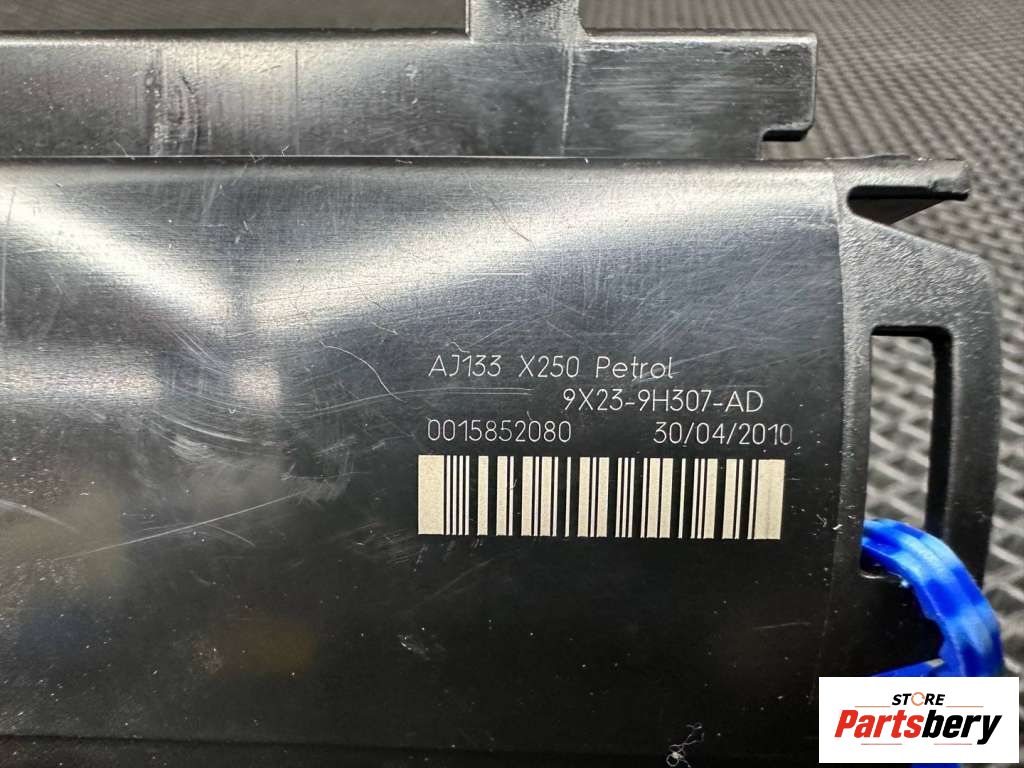 AJ133 X250 Petrol
9X23-9H307-AD
0015852080 30/04/2010
STORE
Partsbery